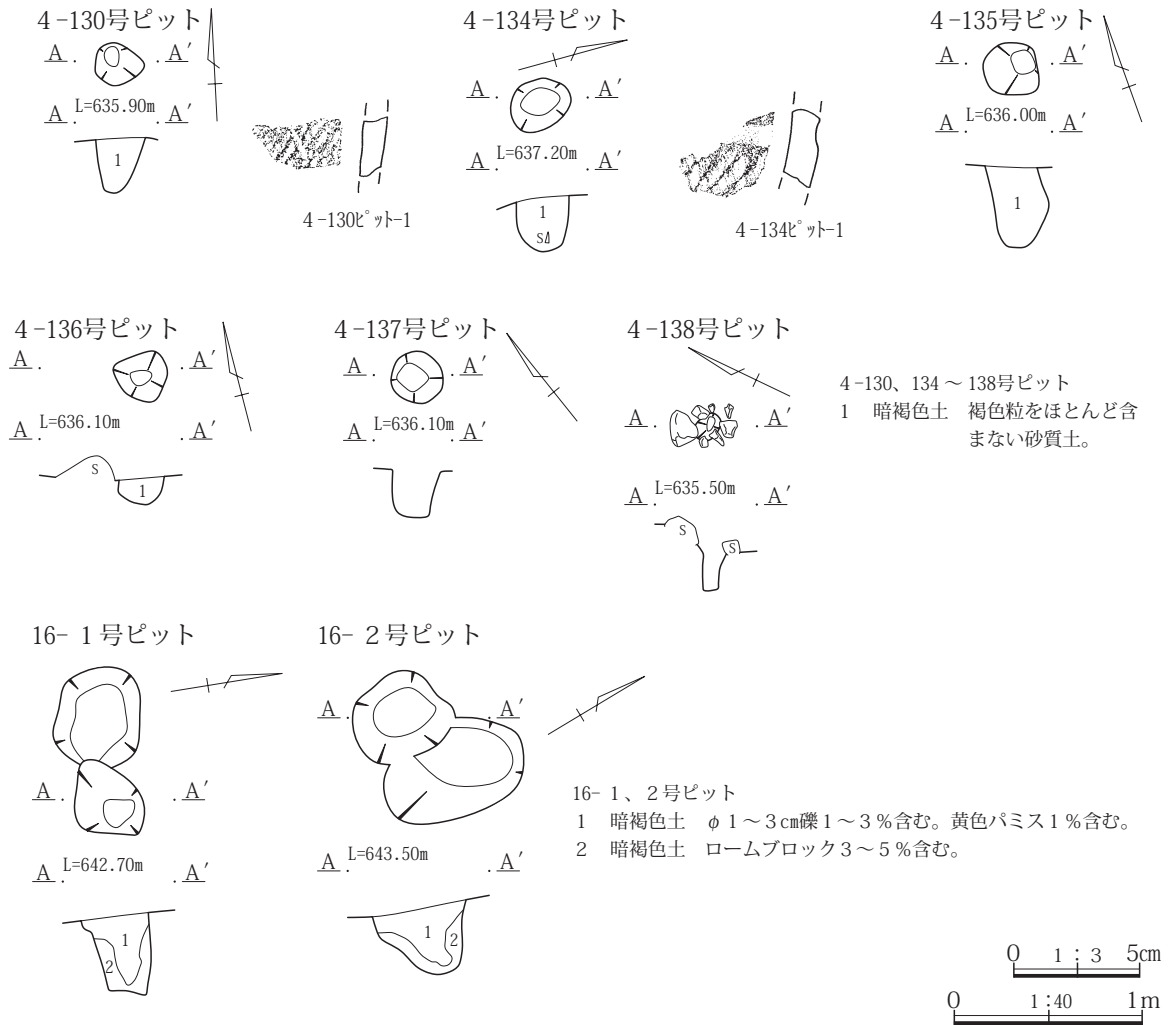 4-130号ピット
A . . A′
L=635.90m
A . . A′
1
4-130ピット-1
4-134号ピット
A . . A′
L=637.20m
A . . A′
1
S
4-134ピット-1
4-135号ピット
A . . A′
L=636.00m
A . . A′
1
4-136号ピット
A . . A′
L=636.10m
A . . A′
S
1
4-137号ピット
A . . A′
L=636.10m
A . . A′
4-138号ピット
A . . A′
L=635.50m
A . . A′
S
S
4-130、134～138号ピット
1 暗褐色土 褐色粒をほとんど含
まない砂質土。
16-1号ピット
A . . A′
L=642.70m
A . . A′
1
2
16-2号ピット
A . . A′
L=643.50m
A . . A′
1
2
16-1、2号ピット
1 暗褐色土 φ1～3cm礫1～3%含む。黄色パミス1%含む。
2 暗褐色土 ロームブロック3～5%含む。
0 1:3 5cm
0 1:40 1m